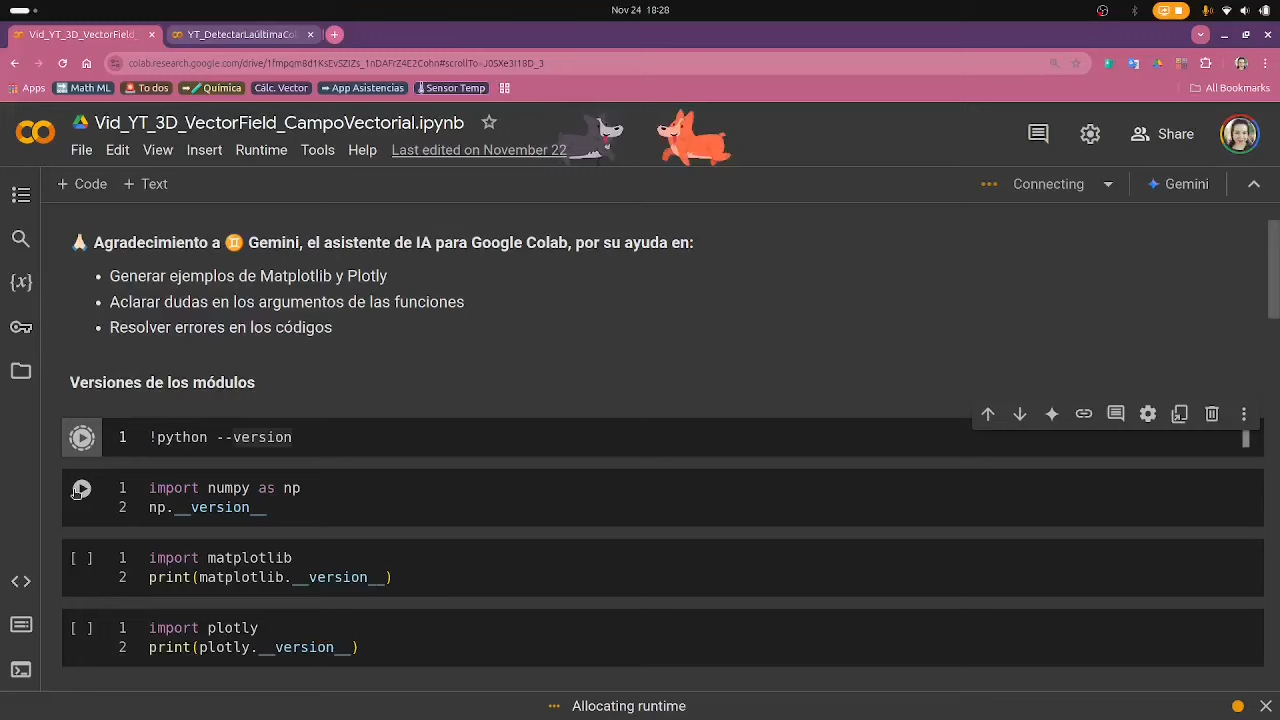 Nov 24 18:28
Vid_YT_3D_VectorField_ × YT_DetectarLaúltimaCol ×
colab.research.google.com/drive/1fmpqm8d1KsEvSZIZs_1nDAFrZ4E2Cohn#scrollTo=J0SXe3I18D_3
Apps Math ML To dos Química Cálc. Vector App Asistencias Sensor Temp All Bookmarks
Vid_YT_3D_VectorField_CampoVectorial.ipynb
Share
File Edit View Insert Runtime Tools Help Last edited on November 22
+ Code + Text Connecting Gemini
🙏🏻 Agradecimiento a ♊ Gemini, el asistente de IA para Google Colab, por su ayuda en:
• Generar ejemplos de Matplotlib y Plotly
• Aclarar dudas en los argumentos de las funciones
• Resolver errores en los códigos
Versiones de los módulos
1 !python --version
1 import numpy as np
2 np.__version__
[ ] 1 import matplotlib
2 print(matplotlib.__version__)
[ ] 1 import plotly
2 print(plotly.__version__)
Allocating runtime